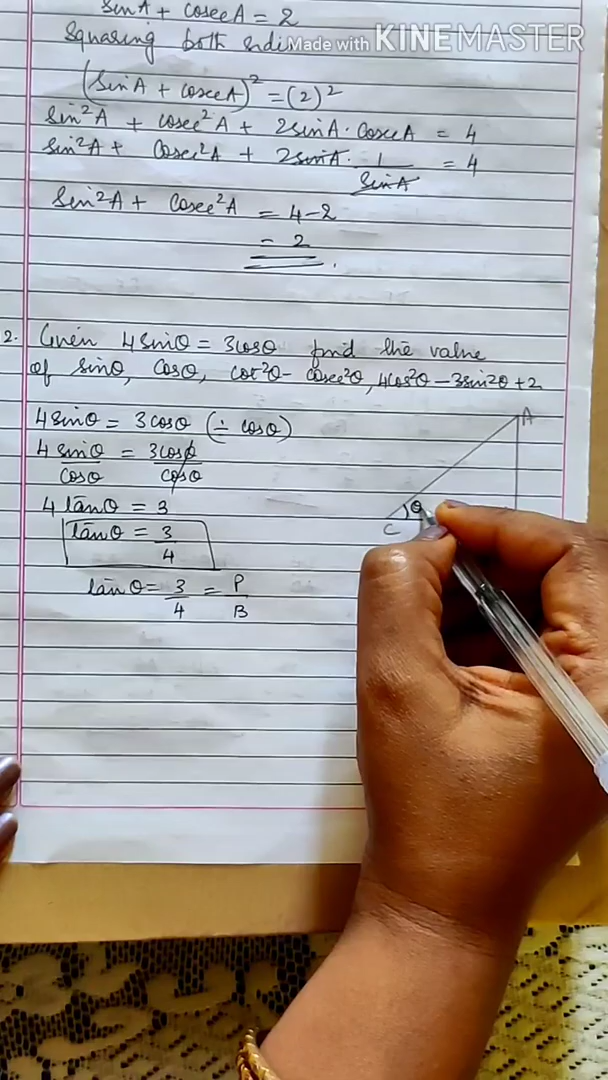 sinA + cosecA = 2
Squaring both sid
Made with KINEMASTER
(sinA + cosecA)² = (2)²
sin²A + cosec²A + 2sinA · cosecA = 4
sin²A + cosec²A + 2sinA · 1/sinA = 4
sin²A + cosec²A = 4-2
= 2
2. Given 4sinθ = 3cosθ find the value
of sinθ, cosθ, cot²θ - cosec²θ, 4cos²θ - 3sin²θ + 2
4sinθ = 3cosθ (÷ cosθ)
4 sinθ/cosθ = 3cosθ/cosθ
4 tanθ = 3
tanθ = 3/4
tanθ = 3/4 = P/B
A
θ
C